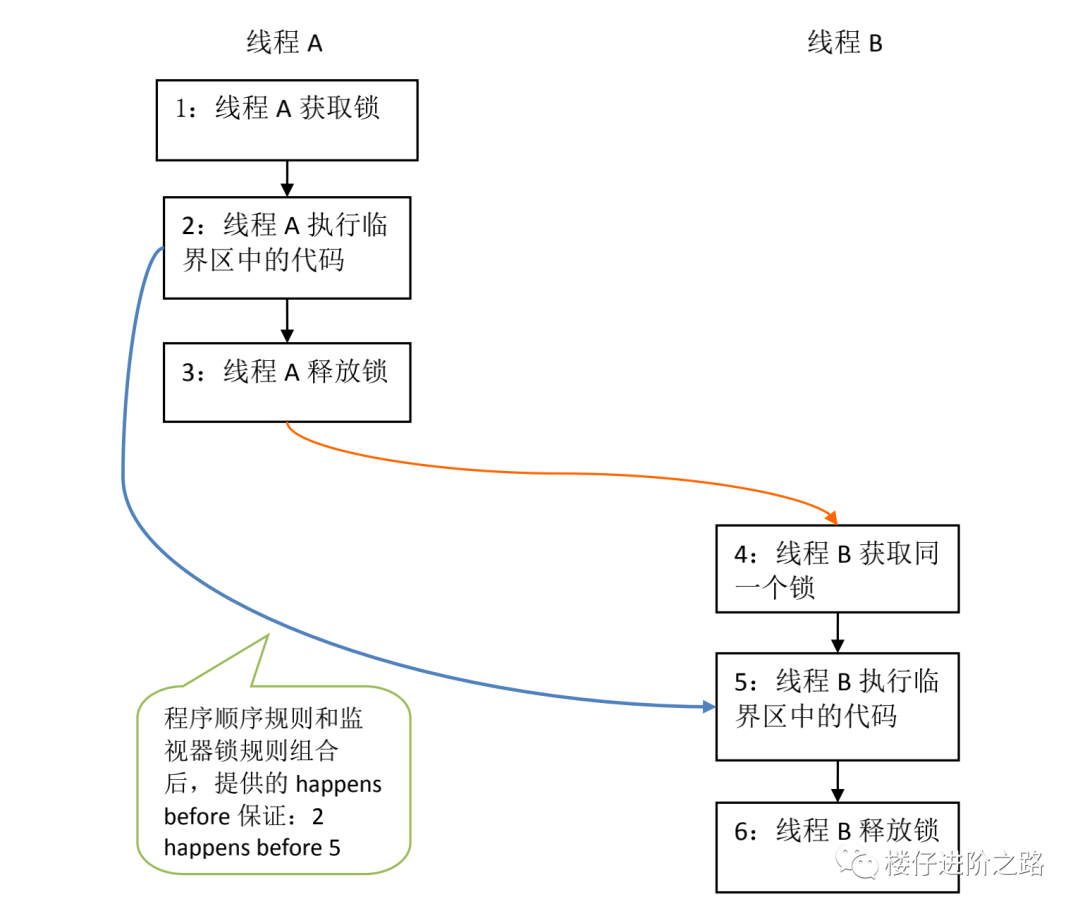 线程 A
线程 B
1：线程 A 获取锁
2：线程 A 执行临
界区中的代码
3：线程 A 释放锁
4：线程 B 获取同
一个锁
5：线程 B 执行临
界区中的代码
6：线程 B 释放锁
程序顺序规则和监
视器锁规则组合
后，提供的 happens
before 保证：2
happens before 5
楼仔进阶之路